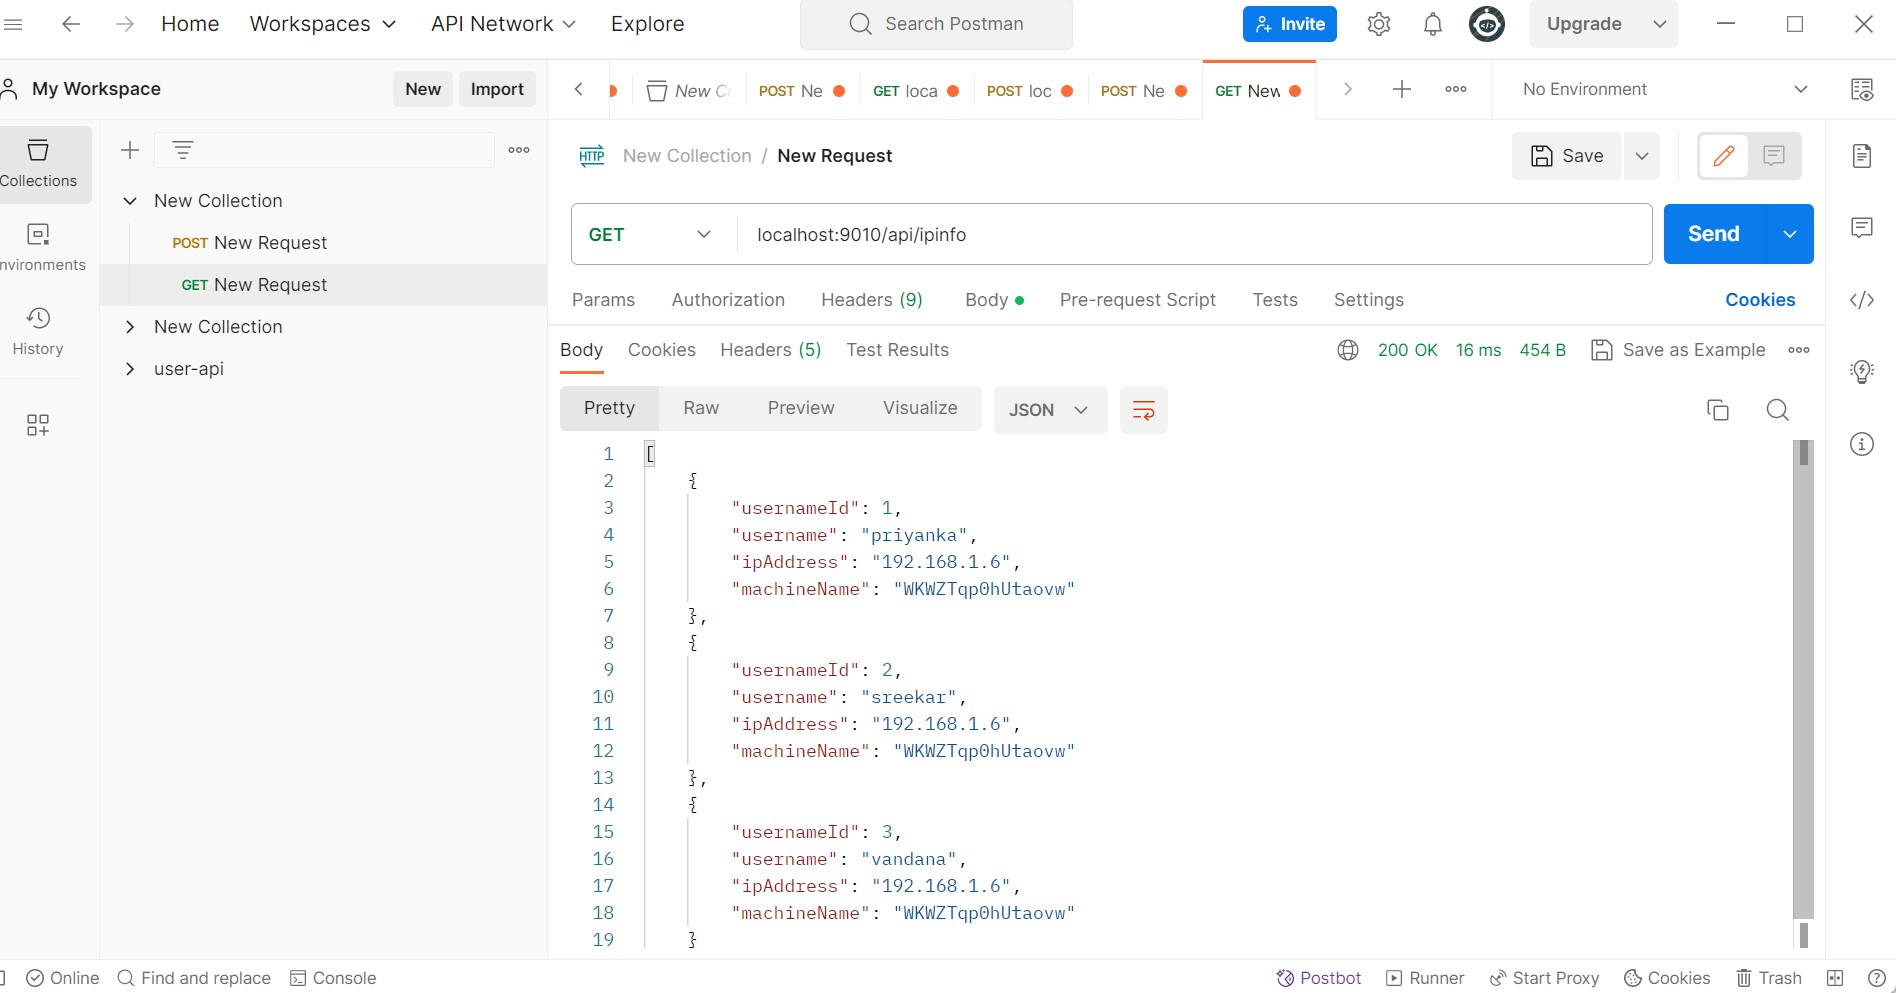 Home Workspaces API Network Explore Search Postman Invite Upgrade
My Workspace New Import
New Co POST Ne GET loca POST loc POST Ne GET New No Environment
Collections
nvironments
History
New Collection
POST New Request
GET New Request
New Collection
user-api
HTTP New Collection / New Request Save
GET localhost:9010/api/ipinfo Send
Params Authorization Headers (9) Body Pre-request Script Tests Settings Cookies
Body Cookies Headers (5) Test Results 200 OK 16 ms 454 B Save as Example
Pretty Raw Preview Visualize JSON
1 [
2 {
3 "usernameId": 1,
4 "username": "priyanka",
5 "ipAddress": "192.168.1.6",
6 "machineName": "WKWZTqp0hUtaovw"
7 },
8 {
9 "usernameId": 2,
10 "username": "sreekar",
11 "ipAddress": "192.168.1.6",
12 "machineName": "WKWZTqp0hUtaovw"
13 },
14 {
15 "usernameId": 3,
16 "username": "vandana",
17 "ipAddress": "192.168.1.6",
18 "machineName": "WKWZTqp0hUtaovw"
19 }
Online Find and replace Console Postbot Runner Start Proxy Cookies Trash